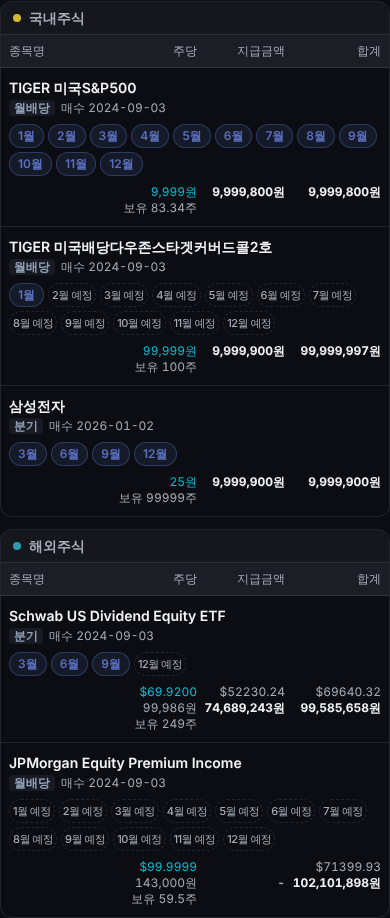 국내주식
종목명 주당 지급금액 합계
TIGER 미국S&P500
월배당 매수 2024-09-03
1월 2월 3월 4월 5월 6월 7월 8월 9월
10월 11월 12월
9,999원 9,999,800원 9,999,800원
보유 83.34주
TIGER 미국배당다우존스타겟커버드콜2호
월배당 매수 2024-09-03
1월 2월 예정 3월 예정 4월 예정 5월 예정 6월 예정 7월 예정
8월 예정 9월 예정 10월 예정 11월 예정 12월 예정
99,999원 9,999,900원 99,999,997원
보유 100주
삼성전자
분기 매수 2026-01-02
3월 6월 9월 12월
25원 9,999,900원 9,999,900원
보유 99999주
해외주식
종목명 주당 지급금액 합계
Schwab US Dividend Equity ETF
분기 매수 2024-09-03
3월 6월 9월 12월 예정
$69.9200 $52230.24 $69640.32
99,986원 74,689,243원 99,585,658원
보유 249주
JPMorgan Equity Premium Income
월배당 매수 2024-09-03
1월 예정 2월 예정 3월 예정 4월 예정 5월 예정 6월 예정 7월 예정
8월 예정 9월 예정 10월 예정 11월 예정 12월 예정
$99.9999 $71399.93
143,000원 - 102,101,898원
보유 59.5주